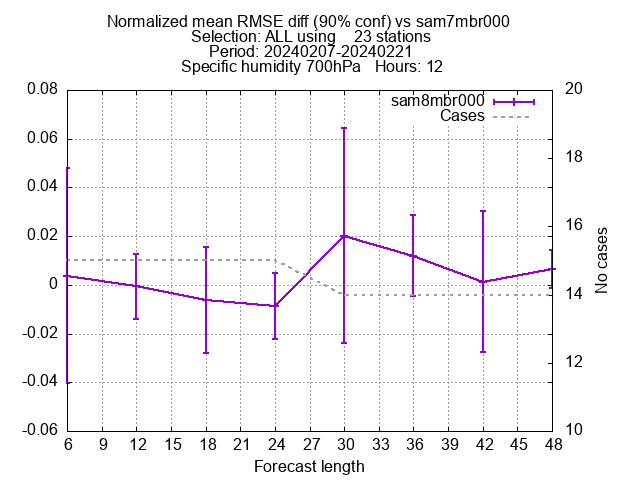 Normalized mean RMSE diff (90% conf) vs sam7mbr000
Selection: ALL using    23 stations
Period: 20240207-20240221
Specific humidity 700hPa   Hours: 12
0.08
0.06
0.04
0.02
0
-0.02
-0.04
-0.06
sam8mbr000
Cases
20
18
16
14
12
10
No cases
6 9 12 15 18 21 24 27 30 33 36 39 42 45 48
Forecast length